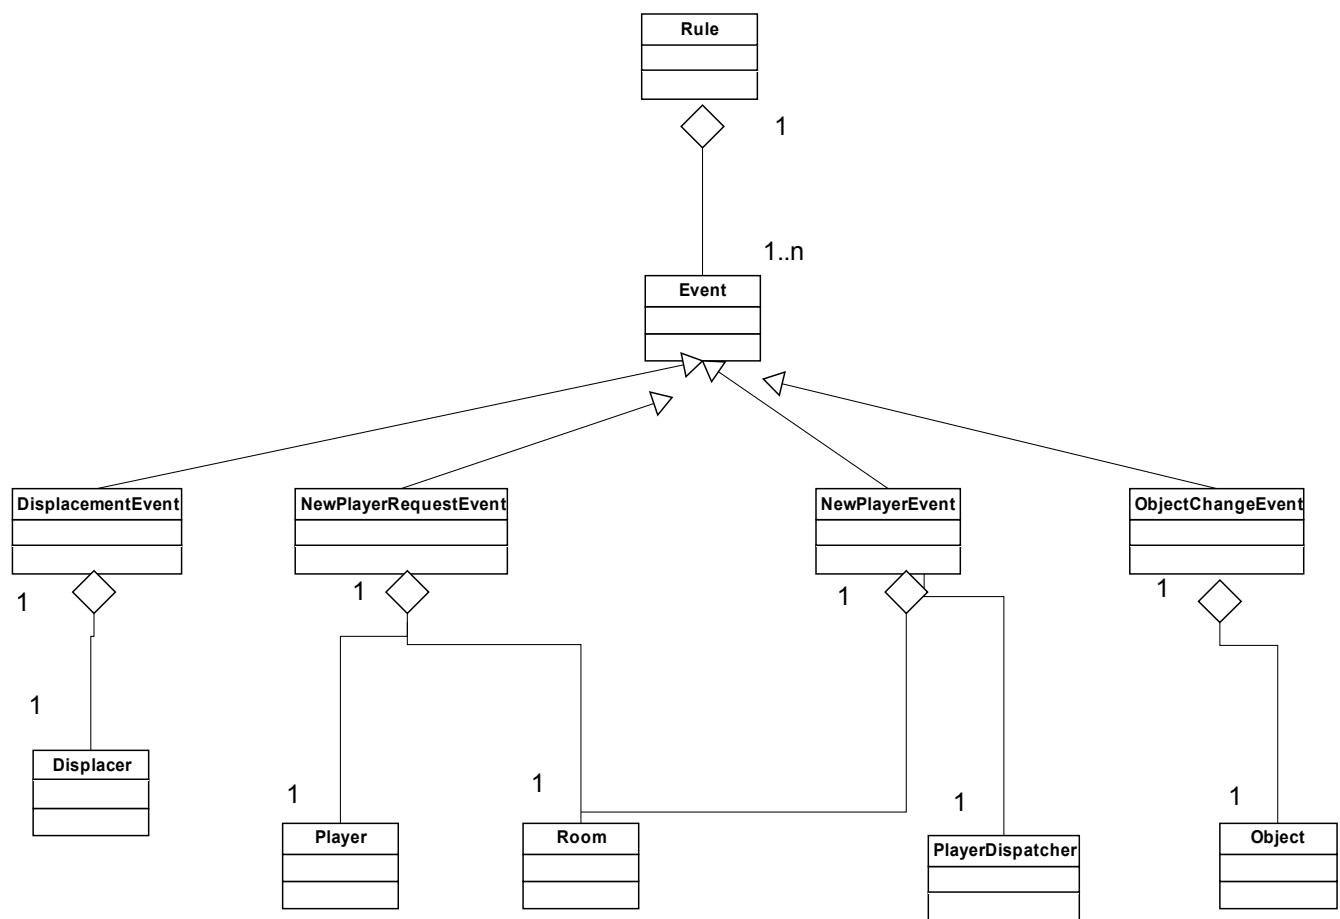 Rule
1
1..n
Event
DisplacementEvent
NewPlayerRequestEvent
NewPlayerEvent
ObjectChangeEvent
1
1
1
1
1
Displacer
1
1
1
1
Player
Room
PlayerDispatcher
Object